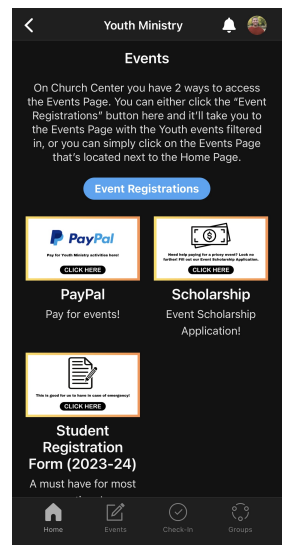 Youth Ministry
Events
On Church Center you have 2 ways to access
the Events Page. You can either click the “Event
Registrations” button here and it'll take you to
the Events Page with the Youth events filtered
in, or you can simply click on the Events Page
that's located next to the Home Page.
Event Registrations
PayPal
Pay for Youth Ministry activities here!
CLICK HERE
PayPal
Pay for events!
Need help paying for a pricey event? Look no
further! Fill out our Event Scholarship Application.
CLICK HERE
Scholarship
Event Scholarship
Application!
This is good for us to have in case of emergency!
CLICK HERE
Student
Registration
Form (2023-24)
A must have for most
Home
Events
Check-In
Groups